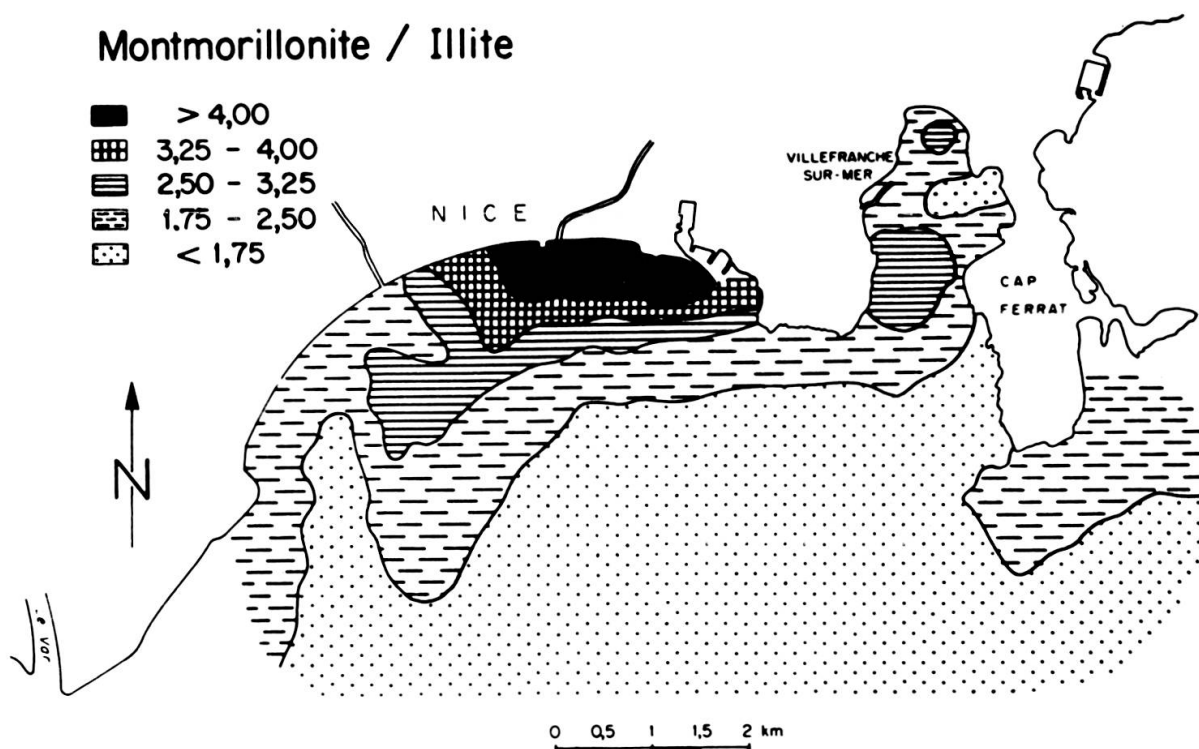 Montmorillonite / Illite
> 4,00
3,25 - 4,00
2,50 - 3,25
1.75 - 2,50
< 1,75
NICE
VILLEFRANCHE
SUR-MER
CAP
FERRAT
N
var
0 0,5 1 1,5 2 km